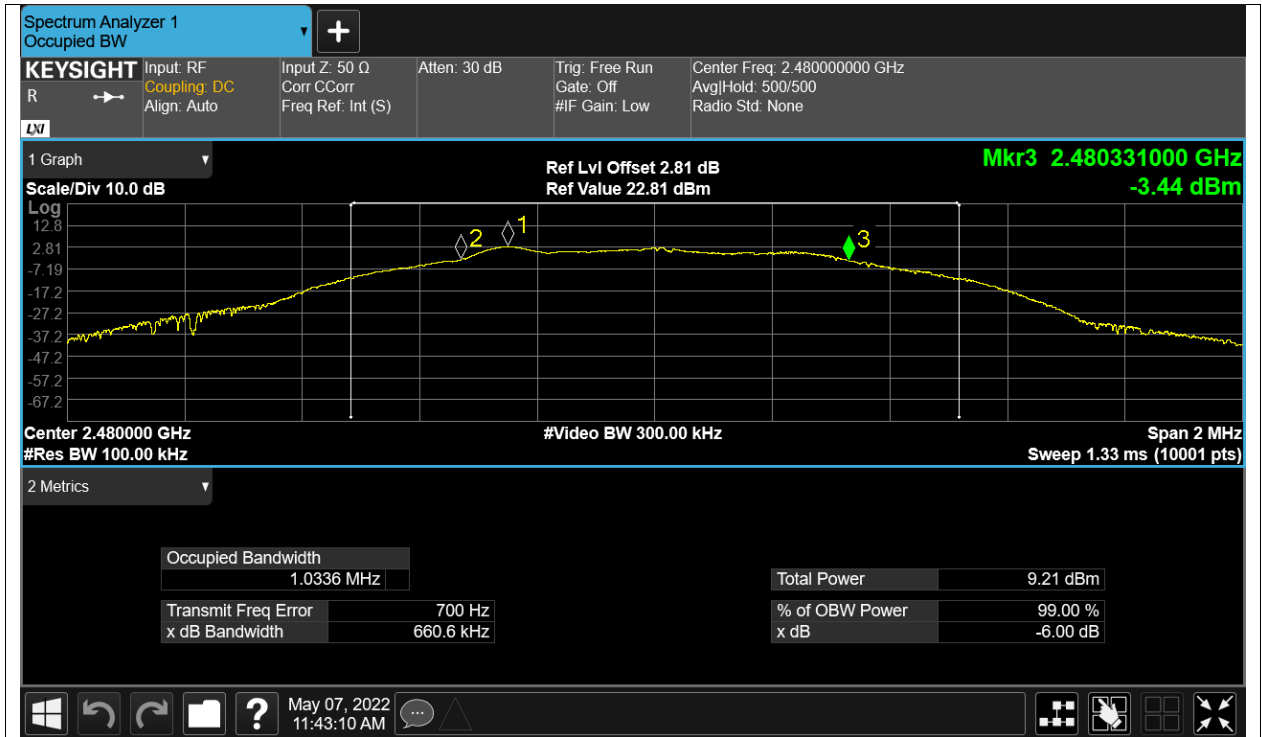 Spectrum Analyzer 1
Occupied BW
▼
+
KEYSIGHT
R
LXI
Input: RF
Coupling: DC
Align: Auto
Input Z: 50 Ω
Corr CCorr
Freq Ref: Int (S)
Atten: 30 dB
Trig: Free Run
Gate: Off
#IF Gain: Low
Center Freq: 2.480000000 GHz
Avg|Hold: 500/500
Radio Std: None
1 Graph
▼
Scale/Div 10.0 dB
Ref Lvl Offset 2.81 dB
Ref Value 22.81 dBm
Mkr3 2.480331000 GHz
-3.44 dBm
Log
12.8
2.81
-7.19
-17.2
-27.2
-37.2
-47.2
-57.2
-67.2
2
1
3
Center 2.480000 GHz
#Res BW 100.00 kHz
#Video BW 300.00 kHz
Span 2 MHz
Sweep 1.33 ms (10001 pts)
2 Metrics
▼
Occupied Bandwidth
1.0336 MHz
Transmit Freq Error 700 Hz
x dB Bandwidth 660.6 kHz
Total Power 9.21 dBm
% of OBW Power 99.00 %
x dB -6.00 dB
?
May 07, 2022
11:43:10 AM